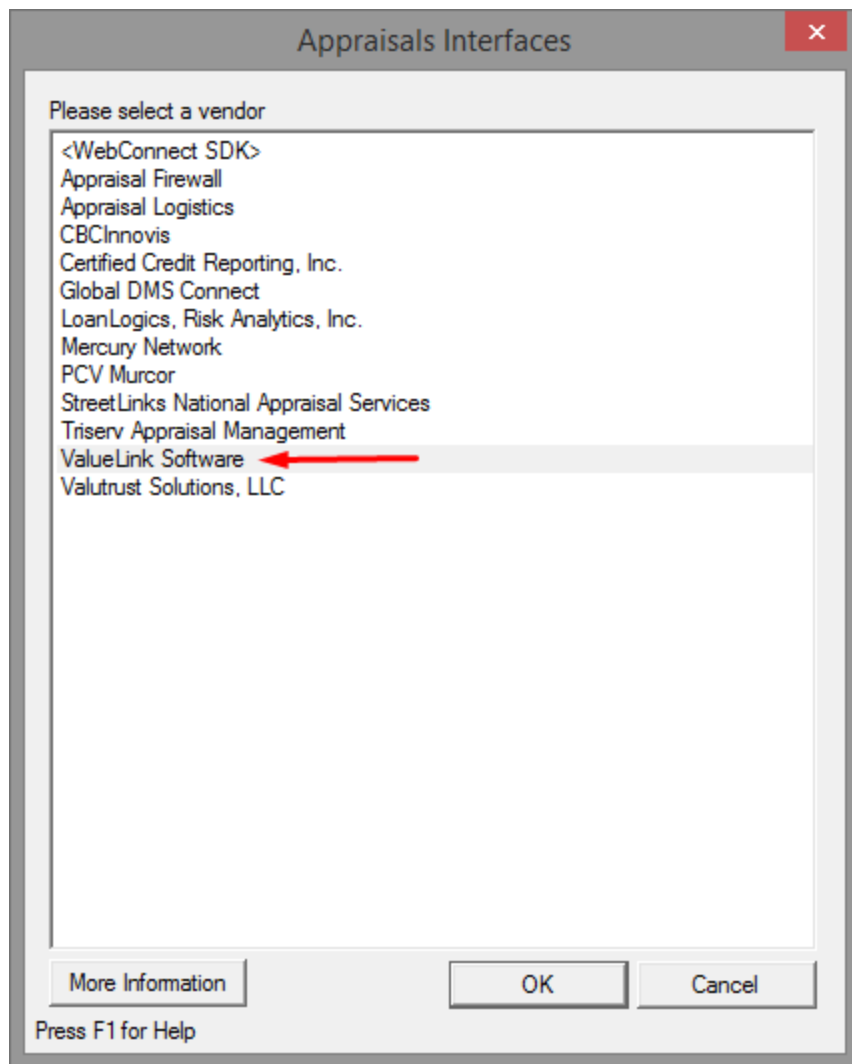 Appraisals Interfaces
Please select a vendor
<WebConnect SDK>
Appraisal Firewall
Appraisal Logistics
CBCInnovis
Certified Credit Reporting, Inc.
Global DMS Connect
LoanLogics, Risk Analytics, Inc.
Mercury Network
PCV Murcor
StreetLinks National Appraisal Services
Triserv Appraisal Management
ValueLink Software
Valutrust Solutions, LLC
More Information
OK
Cancel
Press F1 for Help